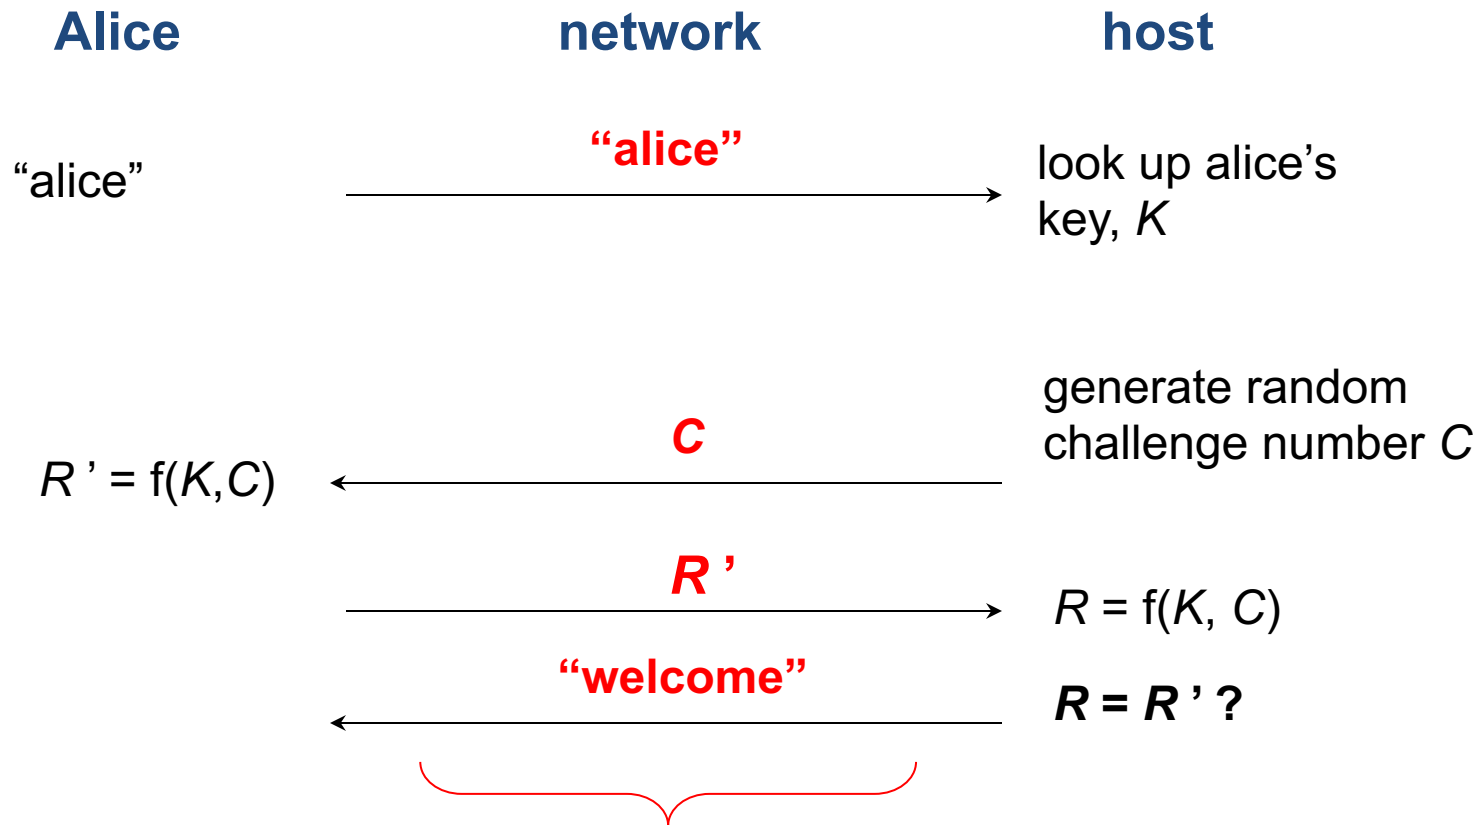 Alice network host
“alice”
“alice”
look up alice’s
key, K
generate random
challenge number C
C
R ’ = f(K,C)
R ’
R = f(K, C)
“welcome”
R = R ’ ?